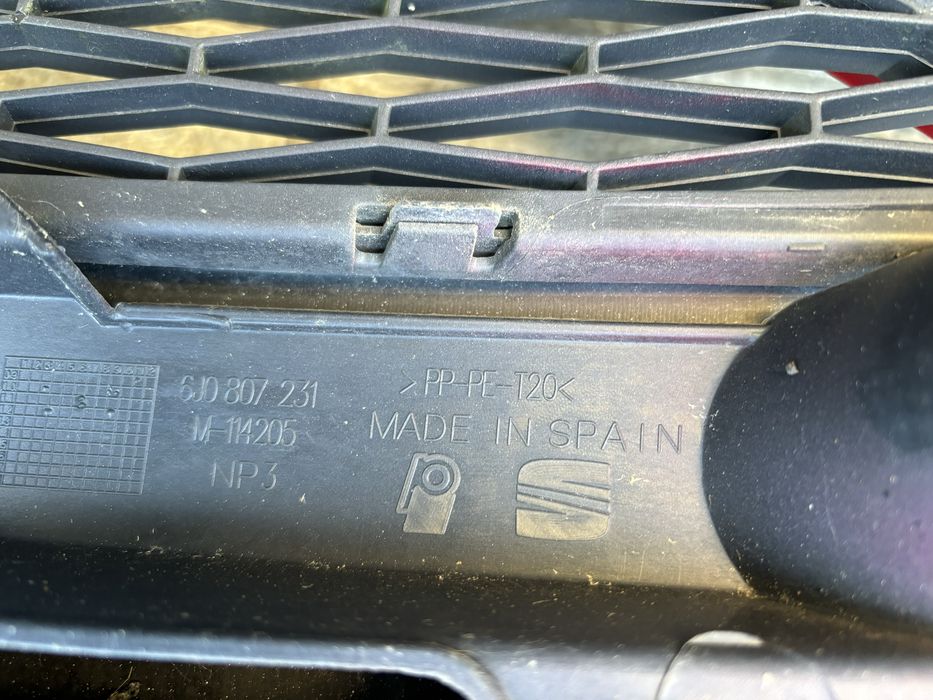 6J0 807 231
M-114205
NP3
>PP-PE-T20<
MADE IN SPAIN